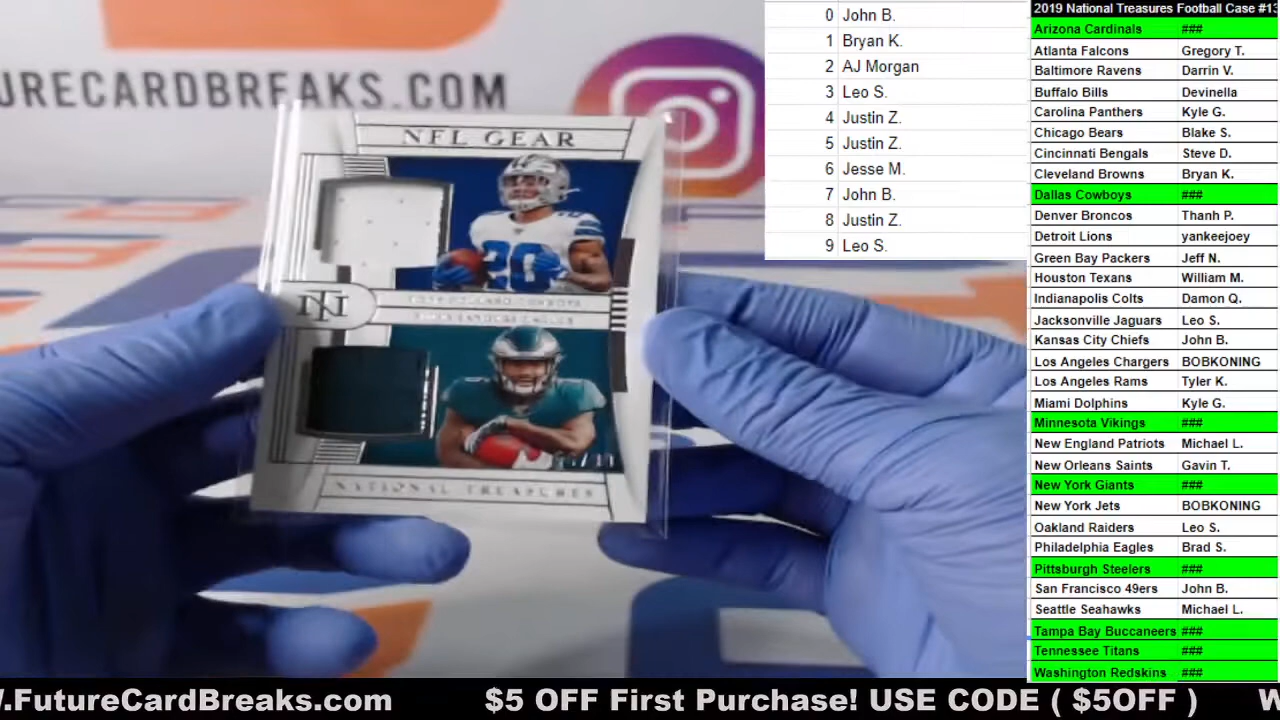 URECARDBREAKS.COM
NFL GEAR
20
NATIONAL TREASURES
0 John B.
1 Bryan K.
2 AJ Morgan
3 Leo S.
4 Justin Z.
5 Justin Z.
6 Jesse M.
7 John B.
8 Justin Z.
9 Leo S.
2019 National Treasures Football Case #13
Arizona Cardinals ###
Atlanta Falcons Gregory T.
Baltimore Ravens Darrin V.
Buffalo Bills Devinella
Carolina Panthers Kyle G.
Chicago Bears Blake S.
Cincinnati Bengals Steve D.
Cleveland Browns Bryan K.
Dallas Cowboys ###
Denver Broncos Thanh P.
Detroit Lions yankeejoey
Green Bay Packers Jeff N.
Houston Texans William M.
Indianapolis Colts Damon Q.
Jacksonville Jaguars Leo S.
Kansas City Chiefs John B.
Los Angeles Chargers BOBKONING
Los Angeles Rams Tyler K.
Miami Dolphins Kyle G.
Minnesota Vikings ###
New England Patriots Michael L.
New Orleans Saints Gavin T.
New York Giants ###
New York Jets BOBKONING
Oakland Raiders Leo S.
Philadelphia Eagles Brad S.
Pittsburgh Steelers ###
San Francisco 49ers John B.
Seattle Seahawks Michael L.
Tampa Bay Buccaneers ###
Tennessee Titans ###
Washington Redskins ###
W.FutureCardBreaks.com $5 OFF First Purchase! USE CODE ( $5OFF ) W